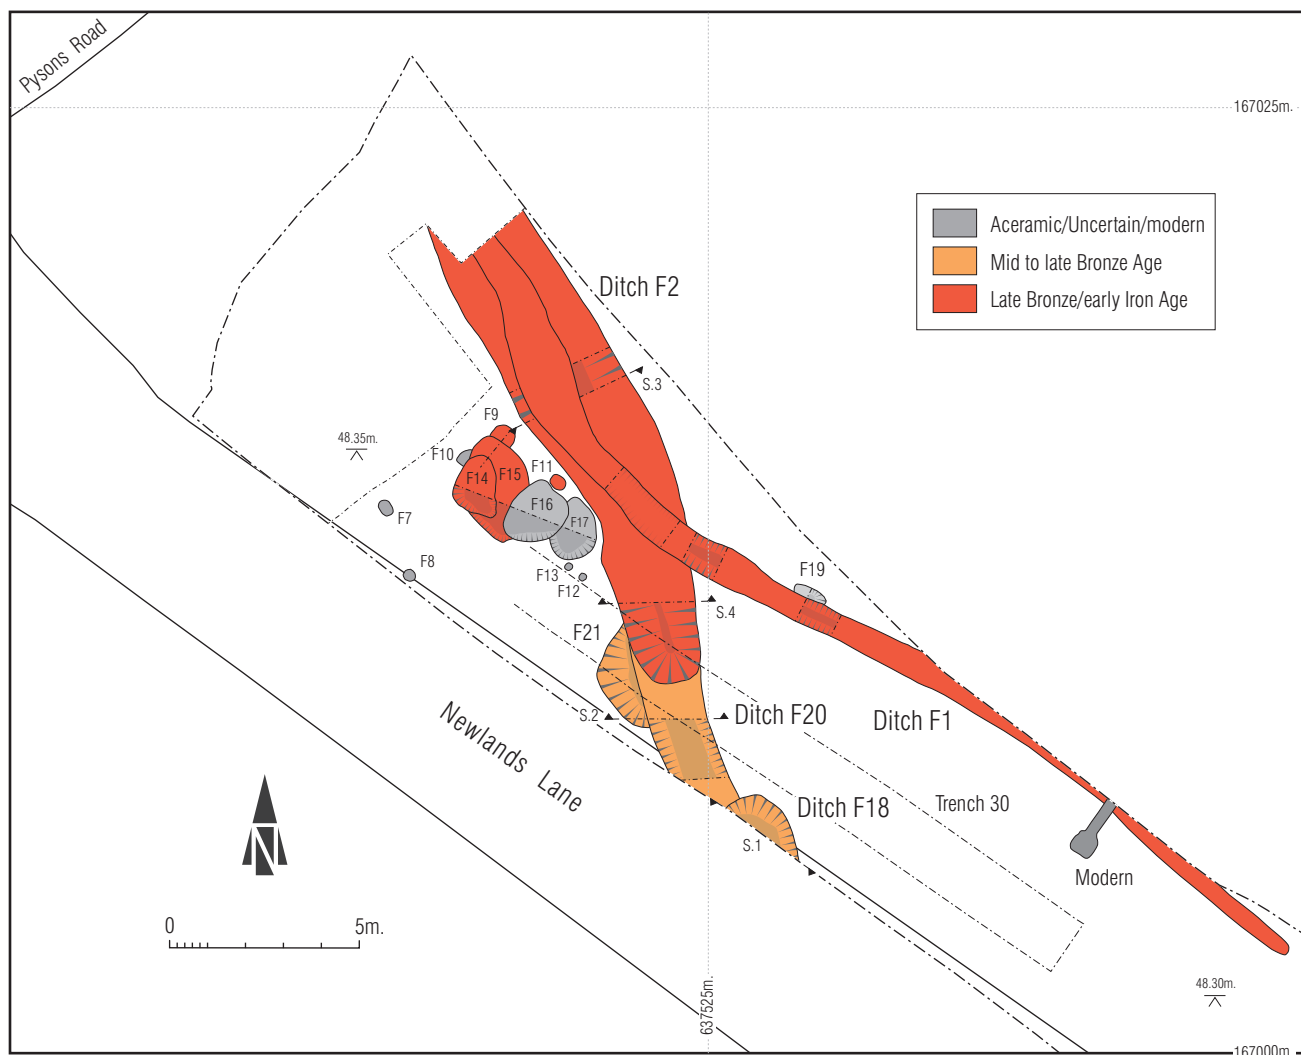 Pysons Road
167025m.
Aceramic/Uncertain/modern
Mid to late Bronze Age
Late Bronze/early Iron Age
Ditch F2
S.3
F9
48.35m.
F10
F11
F14
F15
F16
F7
F17
F8
F13
F12
F19
S.4
F21
S.2
Ditch F20
Ditch F1
Newlands Lane
Trench 30
Ditch F18
S.1
Modern
N
0
5m.
48.30m.
637525m.
167000m.